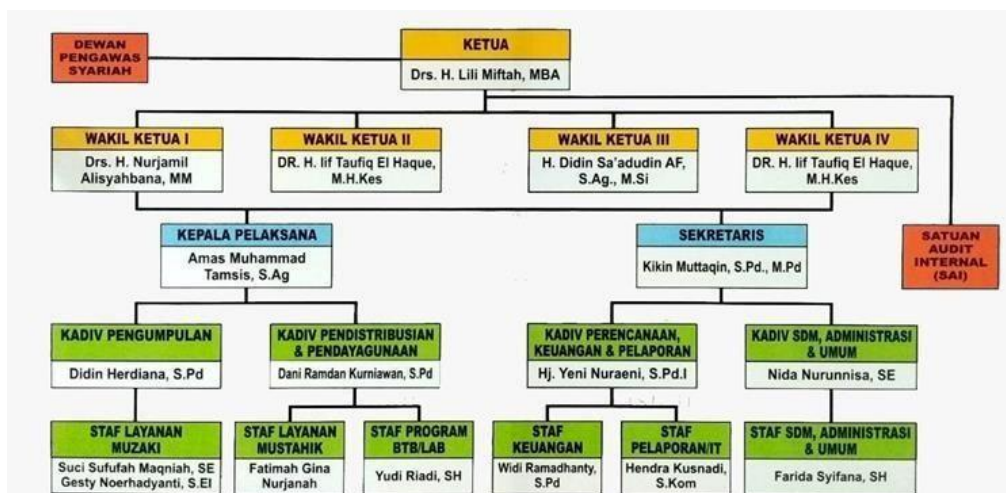 DEWAN
PENGAWAS
SYARIAH
KETUA
Drs. H. Lili Miftah, MBA
WAKIL KETUA I
Drs. H. Nurjamil
Alisyahbana, MM
WAKIL KETUA II
DR. H. Iif Taufiq El Haque,
M.H.Kes
WAKIL KETUA III
H. Didin Sa'adudin AF,
S.Ag., M.Si
WAKIL KETUA IV
DR. H. Iif Taufiq El Haque,
M.H.Kes
KEPALA PELAKSANA
Amas Muhammad
Tamsis, S.Ag
SEKRETARIS
Kikin Muttaqin, S.Pd., M.Pd
SATUAN
AUDIT
INTERNAL
(SAI)
KADIV PENGUMPULAN
Didin Herdiana, S.Pd
KADIV PENDISTRIBUSIAN
& PENDAYAGUNAAN
Dani Ramdan Kurniawan, S.Pd
KADIV PERENCANAAN,
KEUANGAN & PELAPORAN
Hj. Yeni Nuraeni, S.Pd.I
KADIV SDM, ADMINISTRASI
& UMUM
Nida Nurunnisa, SE
STAF LAYANAN
MUZAKI
Suci Sufufah Maqniah, SE
Gesty Noerhadyanti, S.EI
STAF LAYANAN
MUSTAHIK
Fatimah Gina
Nurjanah
STAF PROGRAM
BTB/LAB
Yudi Riadi, SH
STAF
KEUANGAN
Widi Ramadhanty,
S.Pd
STAF
PELAPORAN/IT
Hendra Kusnadi,
S.Kom
STAF SDM, ADMINISTRASI
& UMUM
Farida Syifana, SH